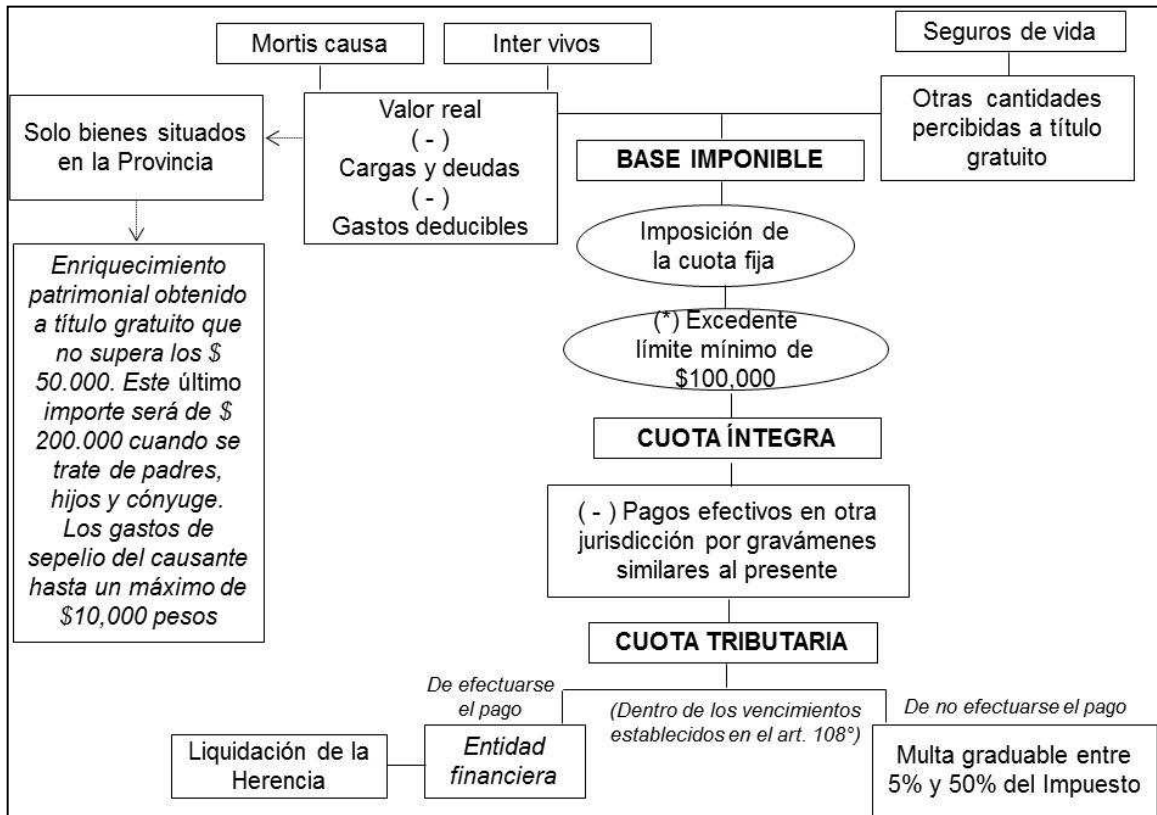 Mortis causa
Inter vivos
Seguros de vida
Solo bienes situados
en la Provincia
Valor real
( - )
Cargas y deudas
( - )
Gastos deducibles
Otras cantidades
percibidas a título
gratuito
BASE IMPONIBLE
Imposición de
la cuota fija
Enriquecimiento
patrimonial obtenido
a título gratuito que
no supera los $
50.000. Este último
importe será de $
200.000 cuando se
trate de padres,
hijos y cónyuge.
Los gastos de
sepelio del causante
hasta un máximo de
$10,000 pesos
(*) Excedente
límite mínimo de
$100,000
CUOTA ÍNTEGRA
( - ) Pagos efectivos en otra
jurisdicción por gravámenes
similares al presente
CUOTA TRIBUTARIA
De efectuarse
el pago
(Dentro de los vencimientos
establecidos en el art. 108°)
De no efectuarse el pago
Liquidación de la
Herencia
Entidad
financiera
Multa graduable entre
5% y 50% del Impuesto